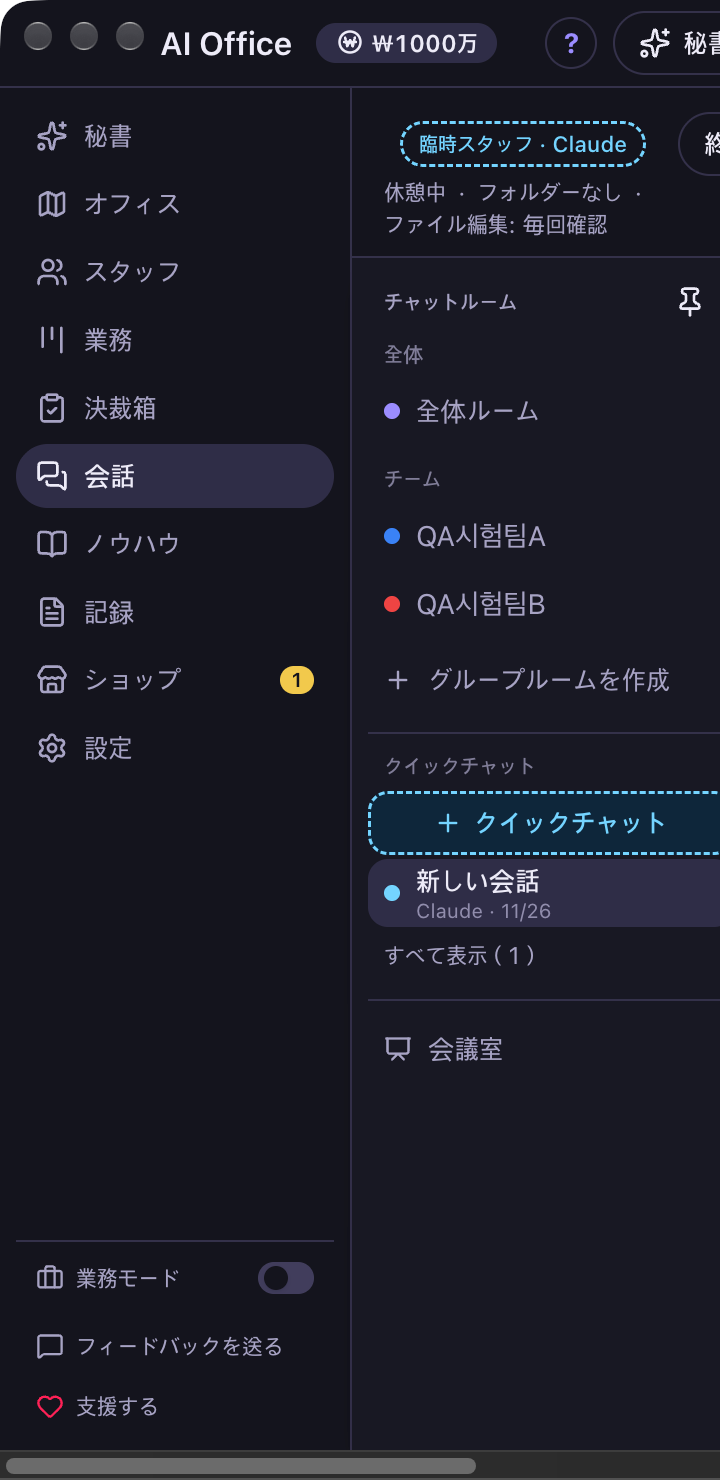 AI Office
₩1000万
?
秘書
オフィス
スタッフ
業務
決裁箱
会話
ノウハウ
記録
ショップ
1
設定
業務モード
フィードバックを送る
支援する
臨時スタッフ · Claude
休憩中 · フォルダーなし ·
ファイル編集: 毎回確認
チャットルーム
全体
全体ルーム
チーム
QA시험팀A
QA시험팀B
+ グループルームを作成
クイックチャット
+ クイックチャット
新しい会話
Claude · 11/26
すべて表示 ( 1 )
会議室